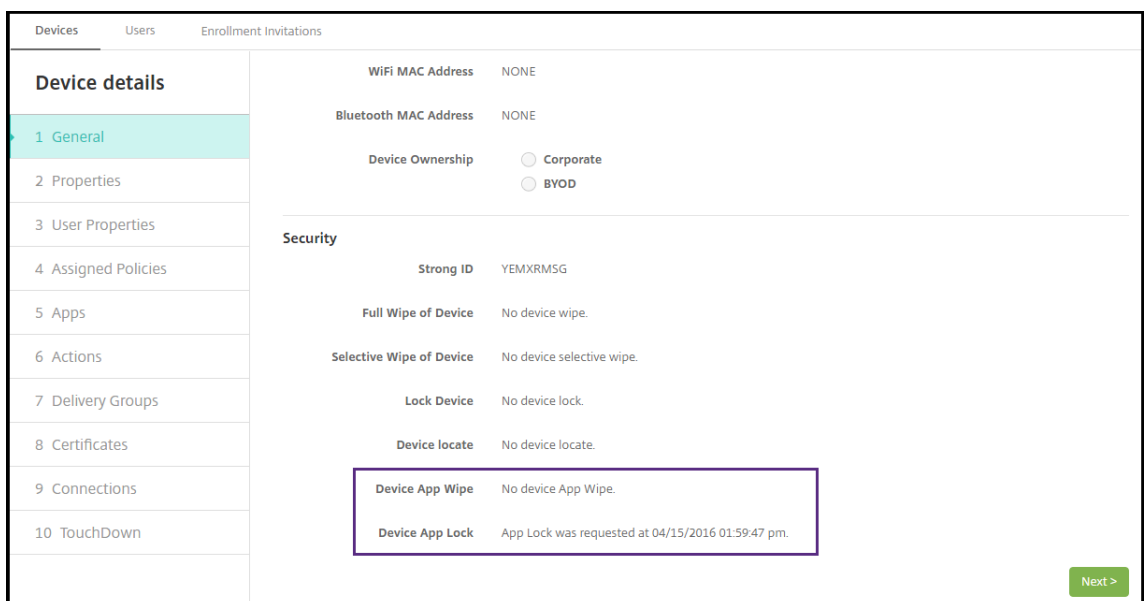 Devices Users Enrollment Invitations
Device details
1 General
2 Properties
3 User Properties
4 Assigned Policies
5 Apps
6 Actions
7 Delivery Groups
8 Certificates
9 Connections
10 TouchDown
WiFi MAC Address NONE
Bluetooth MAC Address NONE
Device Ownership Corporate
BYOD
Security
Strong ID YEMXRMSG
Full Wipe of Device No device wipe.
Selective Wipe of Device No device selective wipe.
Lock Device No device lock.
Device locate No device locate.
Device App Wipe No device App Wipe.
Device App Lock App Lock was requested at 04/15/2016 01:59:47 pm.
Next >